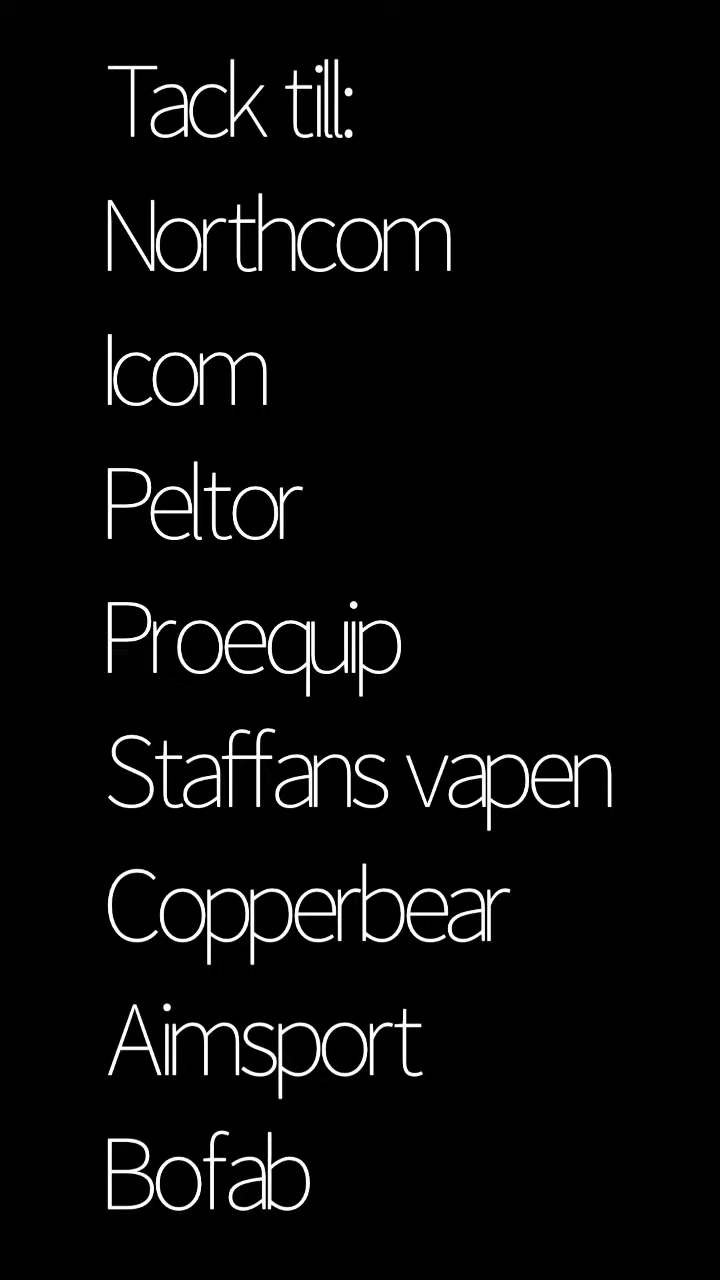 Tack till:
Northcom
Icom
Peltor
Proequip
Staffans vapen
Copperbear
Aimsport
Bofab